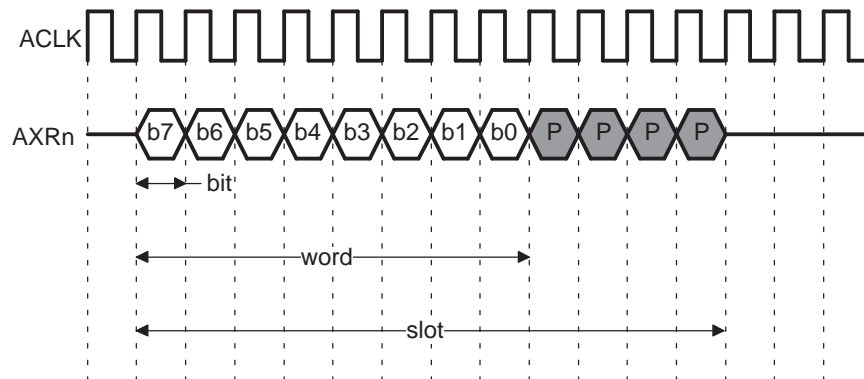 ACLK
AXRn b7 b6 b5 b4 b3 b2 b1 b0 P P P P
bit
word
slot